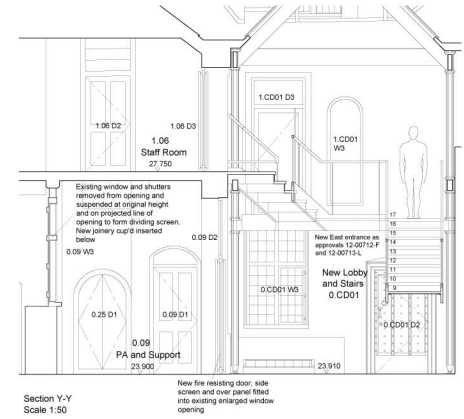 1.CD01 D3
1.06 D2
1.06 D3
1.06
Staff Room
27.750
1.CD01
W3
Existing window and shutters
removed from opening and
suspended at original height
and on projected line of
opening to form dividing screen.
New joinery cup'd inserted
below
0.09 W3
0.09 D2
17
16
15
14
13
12
11
10
9
New East entrance as
approvals 12-00712-F
and 12-00713-L
New Lobby
and Stairs
0.CD01
0.CD01 W3
0.CD01 D2
0.25 D1
0.09 D1
0.09
PA and Support
23.900
23.910
New fire resisting door, side
screen and over panel fitted
into existing enlarged window
opening
Section Y-Y
Scale 1:50